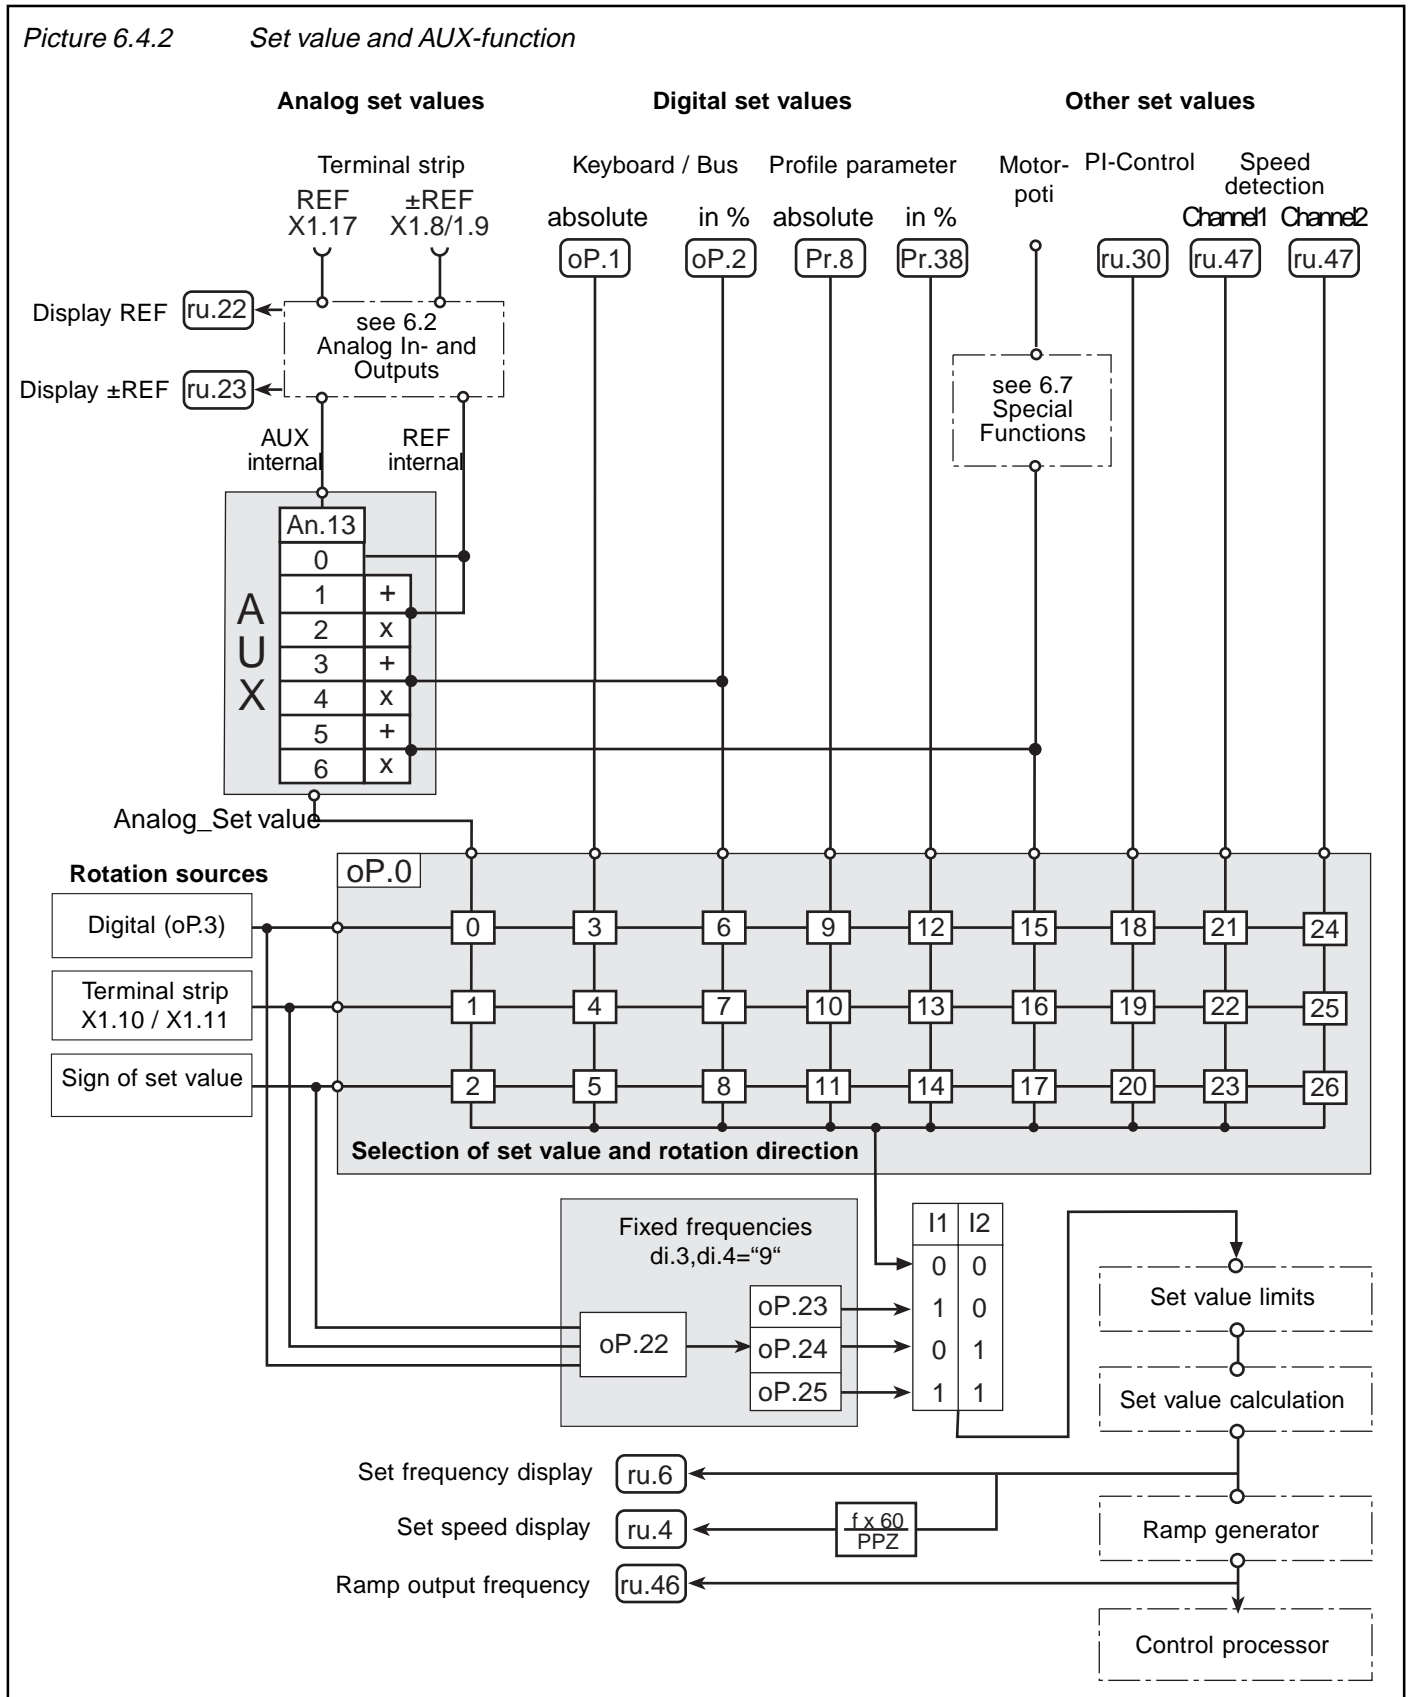 Picture 6.4.2 Set value and AUX-function
Analog set values Digital set values Other set values
Terminal strip Keyboard / Bus Profile parameter Motor-poti PI-Control Speed detection
REF X1.17 ±REF X1.8/1.9 absolute in % absolute in % Channel1 Channel2
oP.1 oP.2 Pr.8 Pr.38 ru.30 ru.47 ru.47
Display REF ru.22
see 6.2
Analog In- and
Outputs
Display ±REF ru.23
see 6.7
Special
Functions
AUX internal REF internal
An.13
0
1 +
2 x
3 +
4 x
5 +
6 x
AUX
Analog_Set value
Rotation sources
oP.0
Digital (oP.3) 0 3 6 9 12 15 18 21 24
Terminal strip
X1.10 / X1.11 1 4 7 10 13 16 19 22 25
Sign of set value 2 5 8 11 14 17 20 23 26
Selection of set value and rotation direction
Fixed frequencies
di.3,di.4=“9“
oP.22
oP.23
oP.24
oP.25
I1 I2
0 0
1 0
0 1
1 1
Set value limits
Set value calculation
Set frequency display ru.6
Set speed display ru.4
f x 60
PPZ
Ramp generator
Ramp output frequency ru.46
Control processor